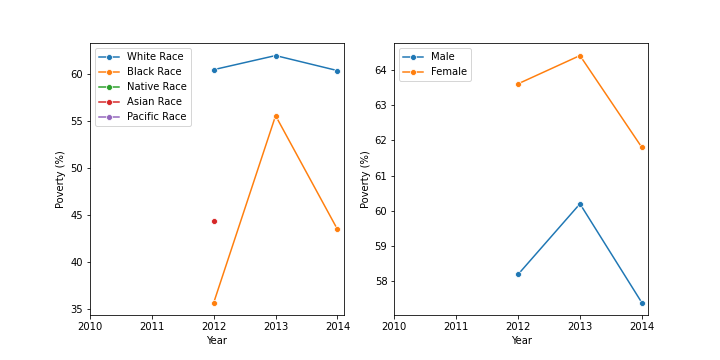 White Race
Black Race
Native Race
Asian Race
Pacific Race
60
55
50
45
40
35
Poverty (%)
2010 2011 2012 2013 2014
Year
Male
Female
64
63
62
61
60
59
58
Poverty (%)
2010 2011 2012 2013 2014
Year